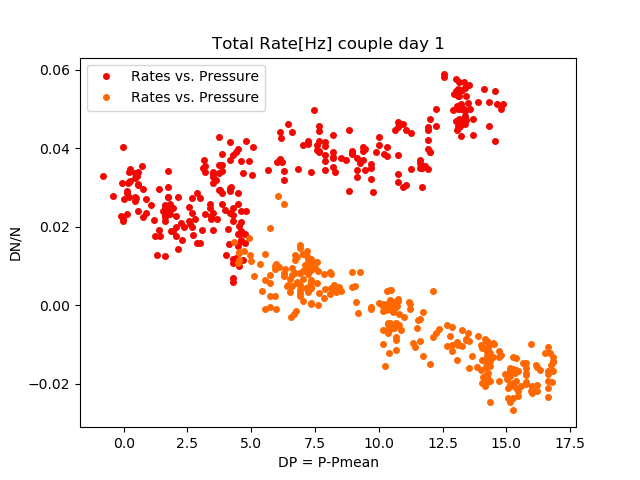 Total Rate[Hz] couple day 1
Rates vs. Pressure
Rates vs. Pressure
DN/N
0.06
0.04
0.02
0.00
−0.02
0.0 2.5 5.0 7.5 10.0 12.5 15.0 17.5
DP = P-Pmean